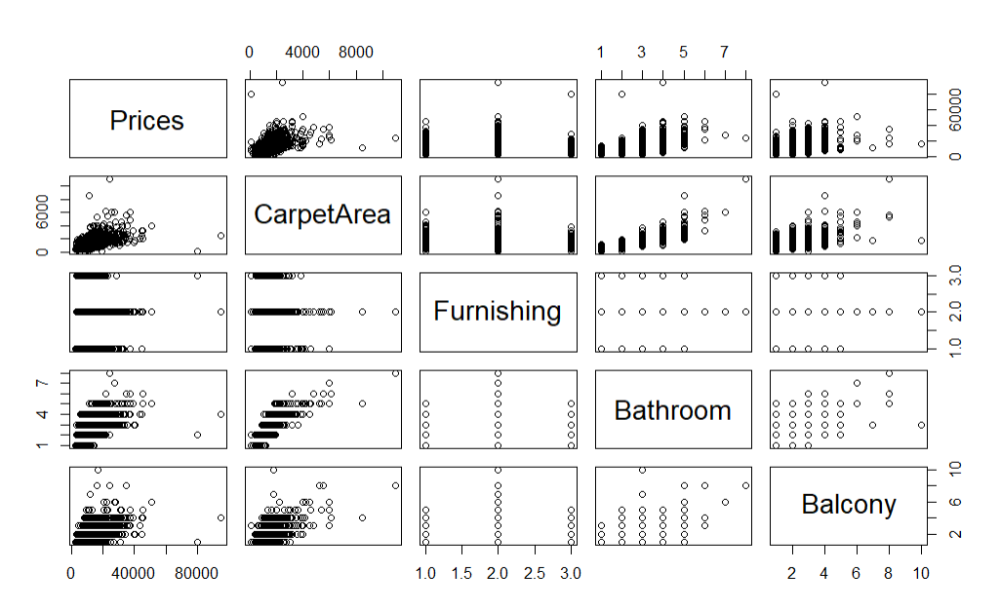 0 4000 8000
1 3 5 7
Prices
0 60000
0 6000
CarpetArea
Furnishing
1.0 2.0 3.0
1 4 7
Bathroom
Balcony
2 6 10
0 40000 80000
1.0 1.5 2.0 2.5 3.0
2 4 6 8 10